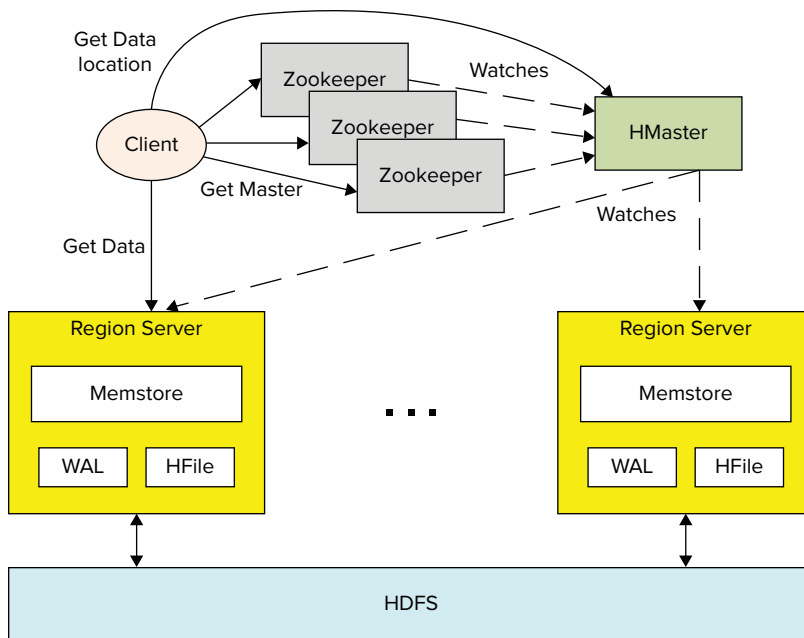 Get Data
location
Zookeeper
Watches
Zookeeper
HMaster
Client
Zookeeper
Get Master
Watches
Get Data
Region Server
Region Server
Memstore
Memstore
WAL
HFile
WAL
HFile
HDFS